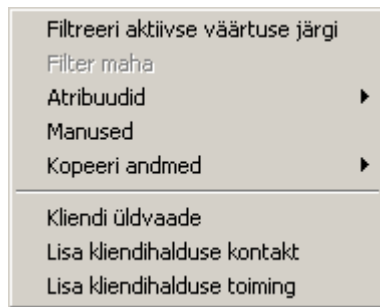 Filtreeri aktiivse väärtuse järgi
Filter maha
Atribuudid
Manused
Kopeeri andmed
Kliendi üldvaade
Lisa kliendihalduse kontakt
Lisa kliendihalduse toiming